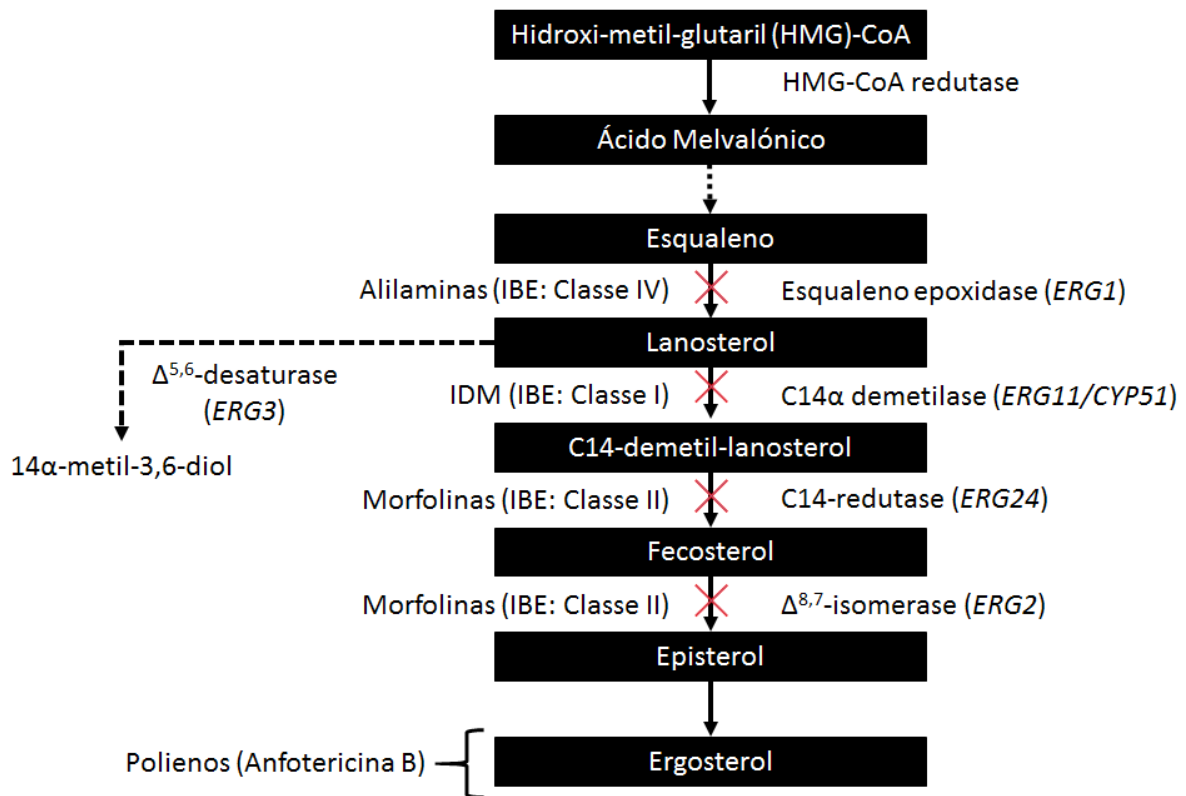 Hidroxi-metil-glutaril (HMG)-CoA
HMG-CoA redutase
Ácido Melvalónico
Esqualeno
Alilaminas (IBE: Classe IV)
Esqualeno epoxidase (ERG1)
Lanosterol
Δ5,6-desaturase
(ERG3)
IDM (IBE: Classe I)
C14α demetilase (ERG11/CYP51)
C14-demetil-lanosterol
14α-metil-3,6-diol
Morfolinas (IBE: Classe II)
C14-redutase (ERG24)
Fecosterol
Morfolinas (IBE: Classe II)
Δ8,7-isomerase (ERG2)
Episterol
Polienos (Anfotericina B)
Ergosterol